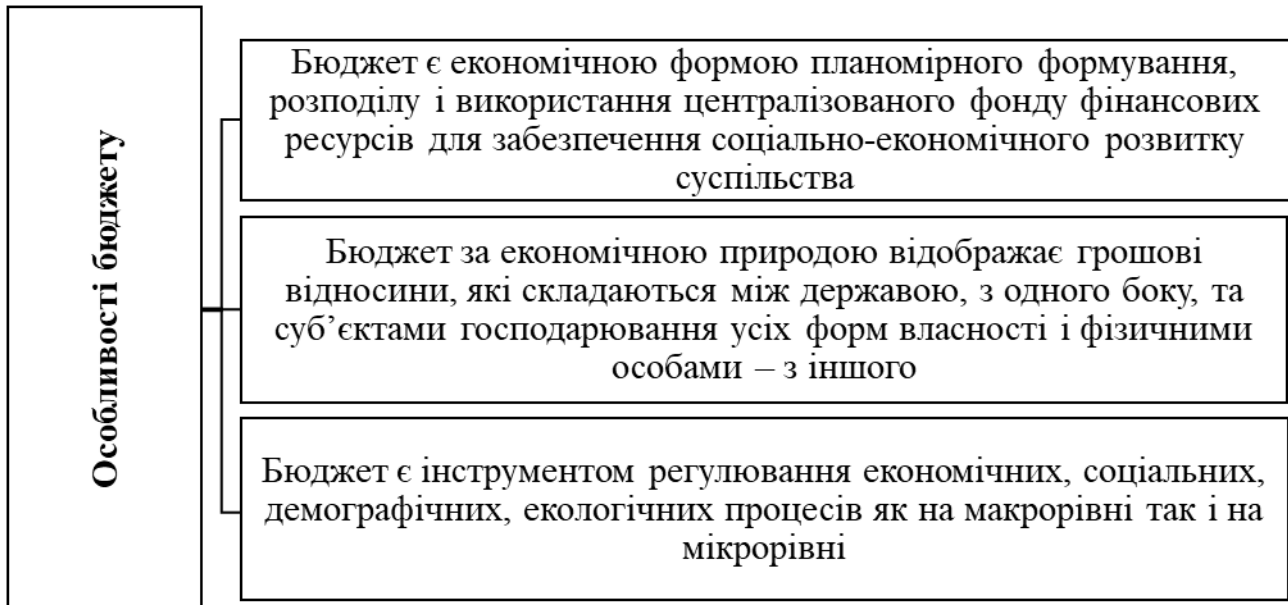 Особливості бюджету
Бюджет є економічною формою планомірного формування,
розподілу і використання централізованого фонду фінансових
ресурсів для забезпечення соціально-економічного розвитку
суспільства
Бюджет за економічною природою відображає грошові
відносини, які складаються між державою, з одного боку, та
суб’єктами господарювання усіх форм власності і фізичними
особами – з іншого
Бюджет є інструментом регулювання економічних, соціальних,
демографічних, екологічних процесів як на макрорівні так і на
мікрорівні